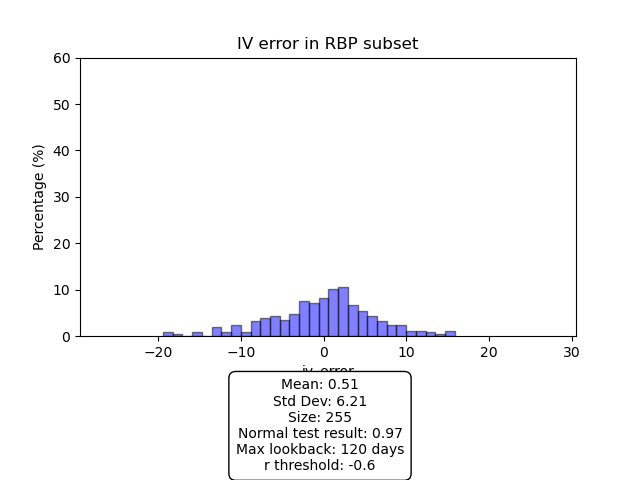 IV error in RBP subset
Percentage (%)
60
50
40
30
20
10
0
−20
−10
0
10
20
30
iv_error
Mean: 0.51
Std Dev: 6.21
Size: 255
Normal test result: 0.97
Max lookback: 120 days
r threshold: -0.6